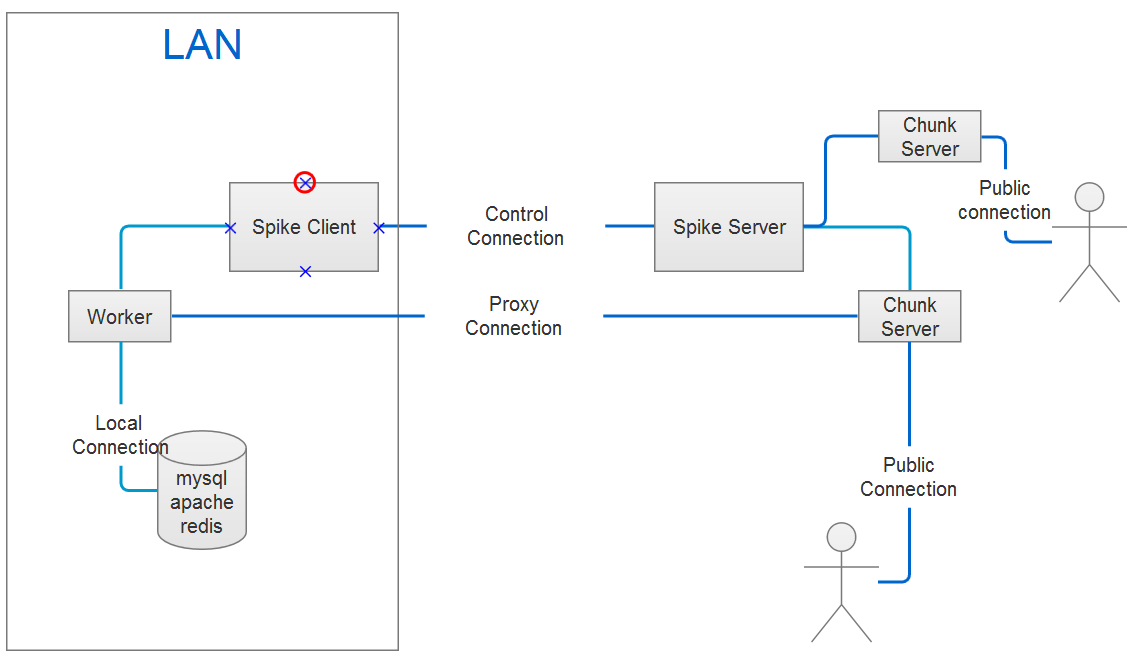 LAN
Chunk
Server
Public
connection
Spike Client
Control
Connection
Spike Server
Worker
Proxy
Connection
Chunk
Server
Local
Connection
mysql
apache
redis
Public
Connection